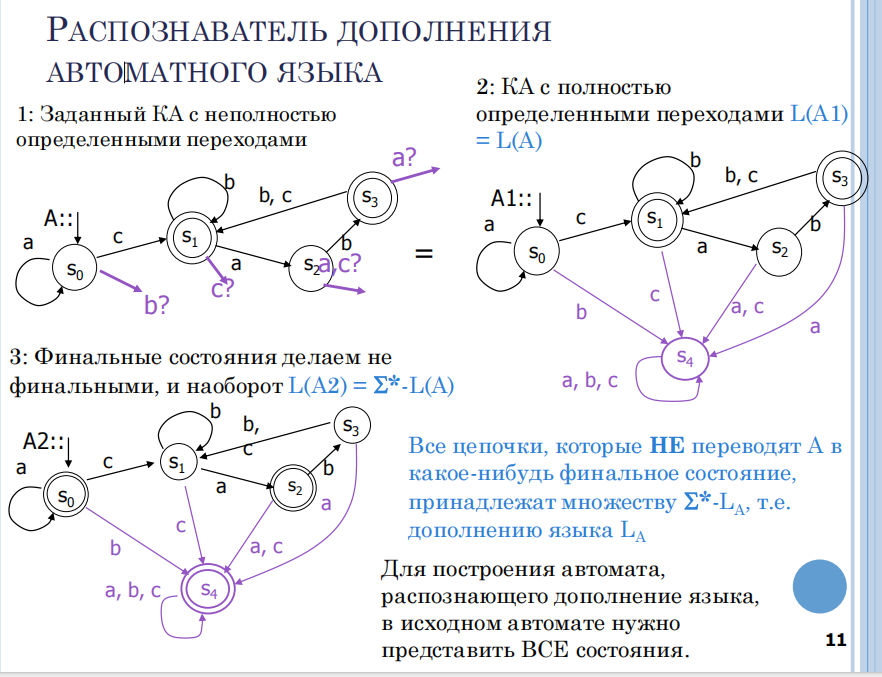 РАСПОЗНАВАТЕЛЬ ДОПОЛНЕНИЯ
АВТОМАТНОГО ЯЗЫКА
1: Заданный КА с неполностью
определенными переходами
2: КА с полностью
определенными переходами L(A1)
= L(A)
A::
a
s0
c
b?
b
s1
c?
a
b, c
s3
a?
b
s2
a,c?
=
A1::
a
s0
c
b
s1
b, c
s3
a
s2
b
b
c
a, c
a
s4
a, b, c
3: Финальные состояния делаем не
финальными, и наоборот L(A2) = Σ*-L(A)
A2::
a
s0
c
b
s1
b,
c
s3
a
s2
b
a
b
c
a, c
a, b, c
s4
Все цепочки, которые НЕ переводят А в
какое-нибудь финальное состояние,
принадлежат множеству Σ*-LA, т.е.
дополнению языка LA
Для построения автомата,
распознающего дополнение языка,
в исходном автомате нужно
представить ВСЕ состояния.
11